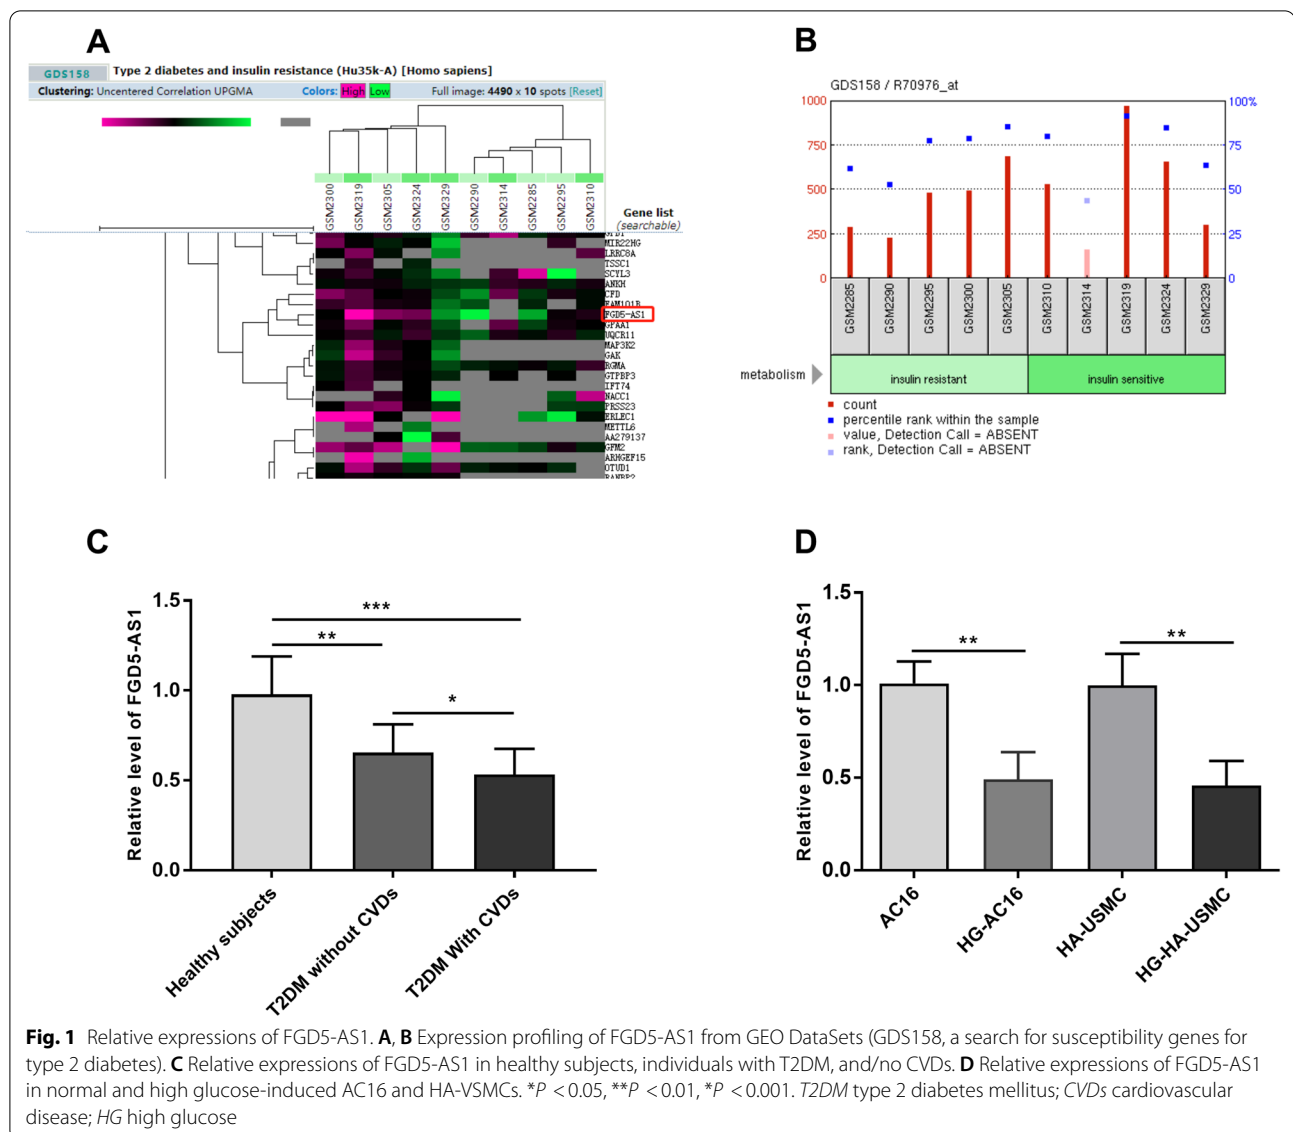 A
GDS158 Type 2 diabetes and insulin resistance (Hu35k-A) [Homo sapiens]
Clustering: Uncentered Correlation UPGMA Colors: High Low Full image: 4490 x 10 spots [Reset]
GSM2300 GSM2319 GSM2305 GSM2324 GSM2329 GSM2290 GSM2314 GSM2285 GSM2295 GSM2310
Gene list
(searchable)
MIR22HG
LRRC8A
TSSC1
SCYL3
ANKH
CFD
FAM101B
FGD5-AS1
GPAA1
UQCR11
MAP3K2
GAK
RGMA
GTPBP3
IFT74
NACC1
PRSS23
ERLEC1
METTL6
AA279137
GFM2
ARHGEF15
OTUD1
RANBP2
B
GDS158 / R70976_at
1000 100%
750 75
500 50
250 25
0 0
GSM2285 GSM2290 GSM2295 GSM2300 GSM2305 GSM2310 GSM2314 GSM2319 GSM2324 GSM2329
metabolism insulin resistant insulin sensitive
count
percentile rank within the sample
value, Detection Call = ABSENT
rank, Detection Call = ABSENT
C
Relative level of FGD5-AS1
1.5
1.0
0.5
0.0
***
**
*
Healthy subjects
T2DM without CVDs
T2DM With CVDs
D
Relative level of FGD5-AS1
1.5
1.0
0.5
0.0
** **
AC16
HG-AC16
HA-USMC
HG-HA-USMC
Fig. 1 Relative expressions of FGD5-AS1. A, B Expression profiling of FGD5-AS1 from GEO DataSets (GDS158, a search for susceptibility genes for
type 2 diabetes). C Relative expressions of FGD5-AS1 in healthy subjects, individuals with T2DM, and/no CVDs. D Relative expressions of FGD5-AS1
in normal and high glucose-induced AC16 and HA-VSMCs. *P < 0.05, **P < 0.01, *P < 0.001. T2DM type 2 diabetes mellitus; CVDs cardiovascular
disease; HG high glucose